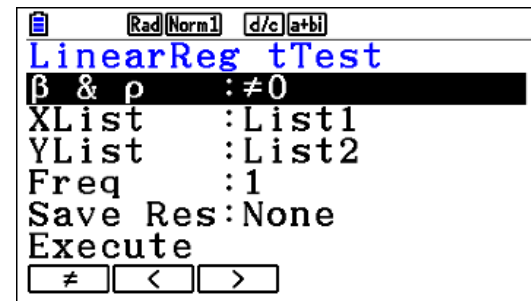 Rad Norm1 d/c a+bi
LinearReg tTest
β & ρ :≠0
XList :List1
YList :List2
Freq :1
Save Res:None
Execute
≠ < >